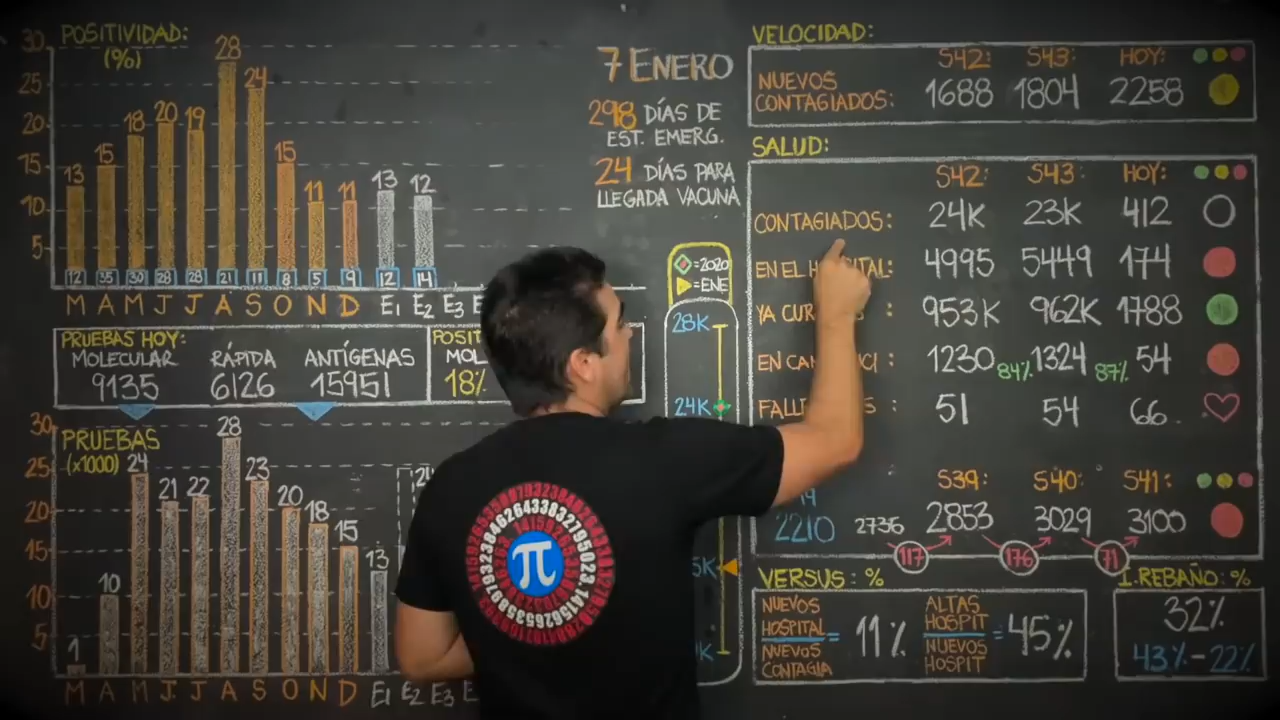 POSITIVIDAD:
(%)
30
25
20
15
10
5
13 15 18 20 19 28 24 15 11 11 13 12
12 35 28 28 21 11 8 5 9 12 14
M A M J J A S O N D E1 E2 E3 E
PRUEBAS HOY:
MOLECULAR RÁPIDA ANTÍGENAS
9135 6126 15951
POSIT
MOL
18%
PRUEBAS
(x1000)
30
25
20
15
10
5
1 10 24 21 22 28 23 20 18 15 13
M A M J J A S O N D E1 E2 E3 E
7 ENERO
298 DÍAS DE
EST. EMERG.
24 DÍAS PARA
LLEGADA VACUNA
=2020
=ENE
28K
24K
5K
K
VELOCIDAD:
S42: S43: HOY:
NUEVOS
CONTAGIADOS: 1688 1804 2258
SALUD:
S42: S43: HOY:
CONTAGIADOS: 24K 23K 412
EN EL H TAL: 4995 5449 174
YA CUR : 953K 962K 1788
EN CA UCI : 1230 84% 1324 87% 54
FALL S : 51 54 66
S39: S40: S41:
2210 2736 2853 3029 3100
117 176 71
VERSUS: %
NUEVOS
HOSPITAL
NUEVOS
CONTAGIA
= 11%
ALTAS
HOSPIT
NUEVOS
HOSPIT
= 45%
I. REBAÑO: %
32%
43% - 22%
π